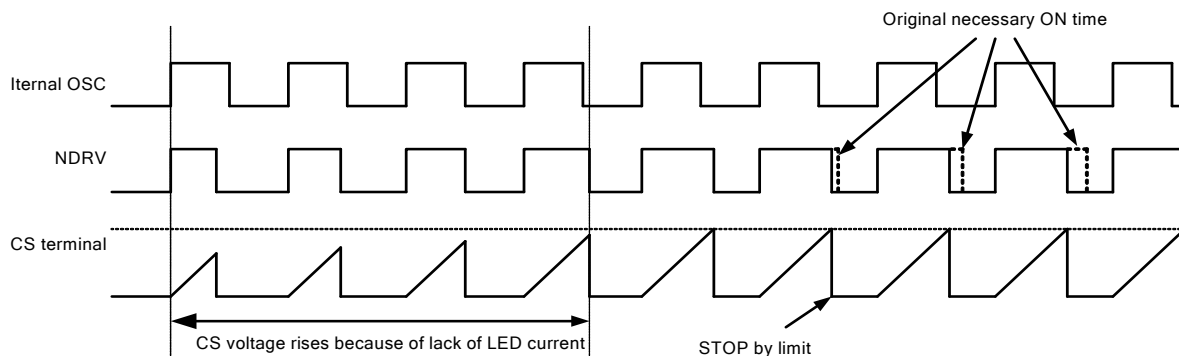 Original necessary ON time
Iternal OSC
NDRV
CS terminal
CS voltage rises because of lack of LED current
STOP by limit